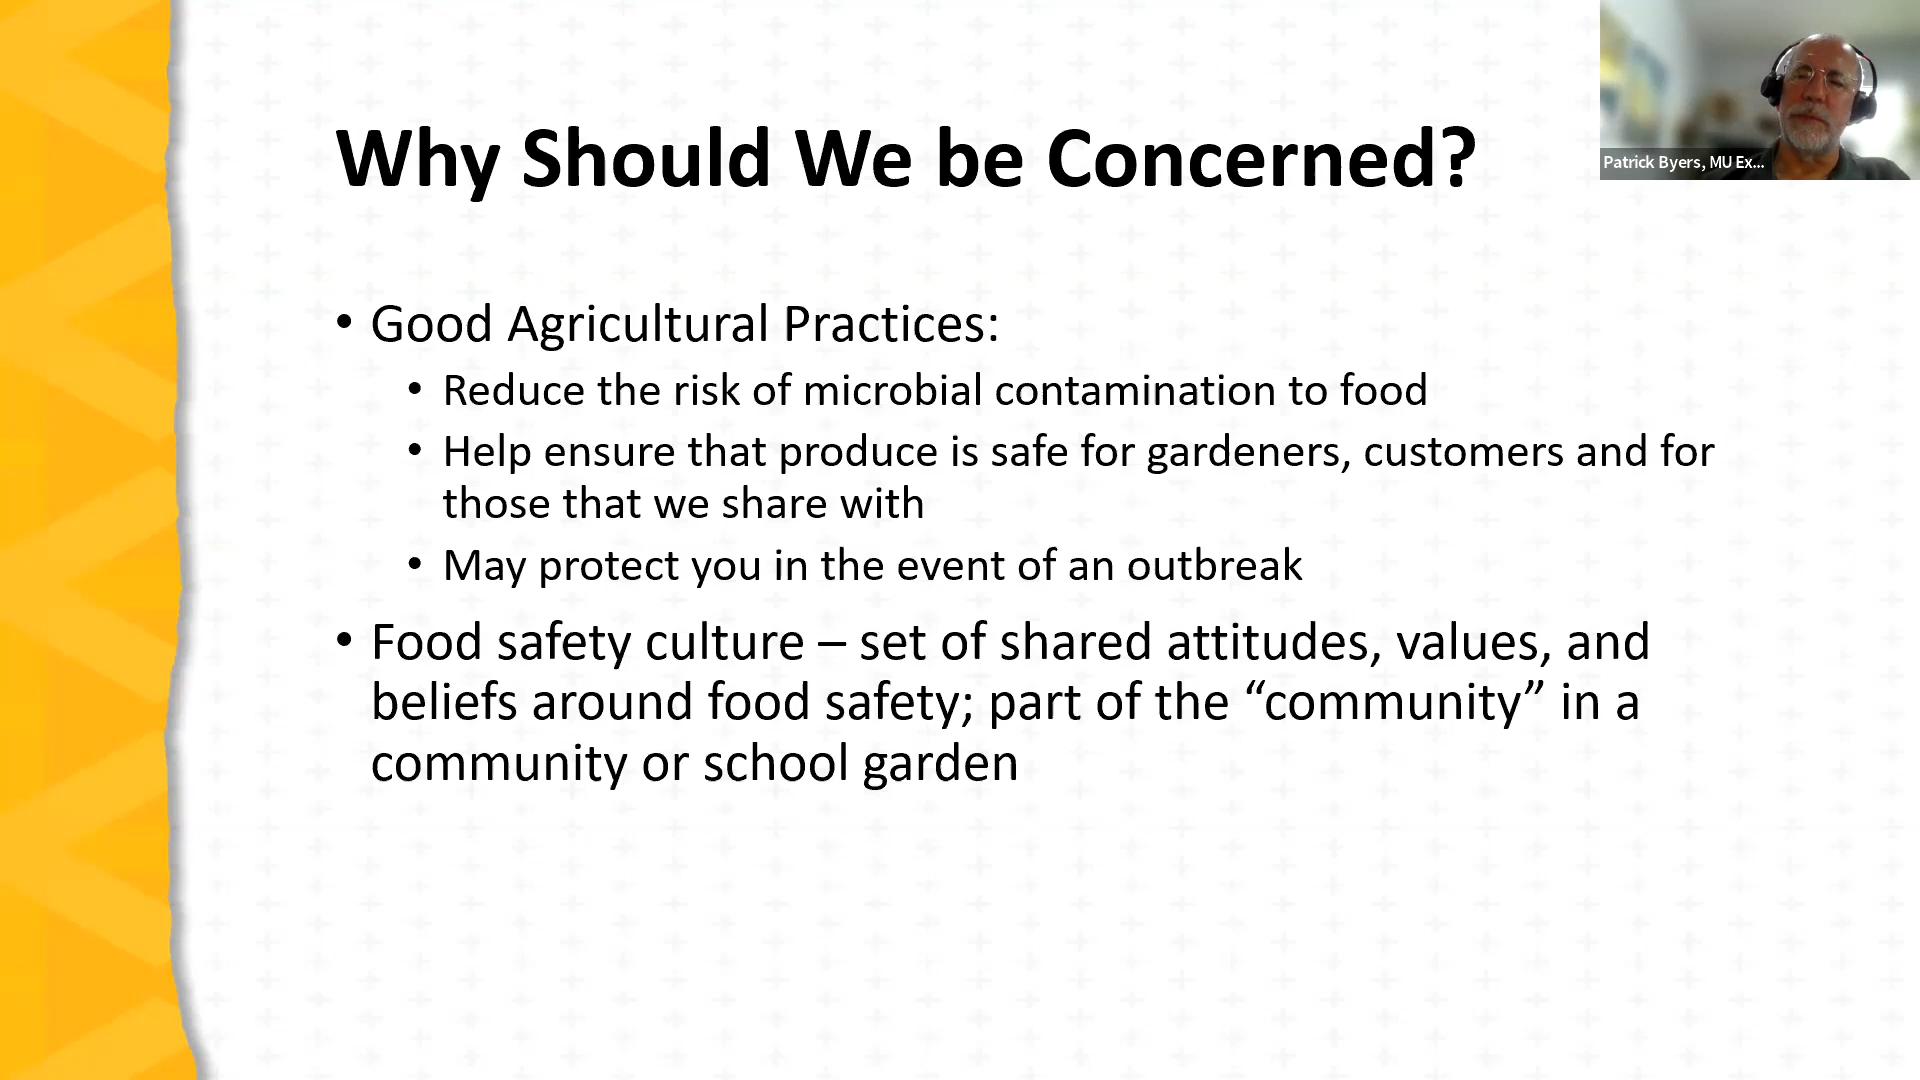 Why Should We be Concerned?
Patrick Byers, MU Ex...
• Good Agricultural Practices:
• Reduce the risk of microbial contamination to food
• Help ensure that produce is safe for gardeners, customers and for
those that we share with
• May protect you in the event of an outbreak
• Food safety culture – set of shared attitudes, values, and
beliefs around food safety; part of the “community” in a
community or school garden